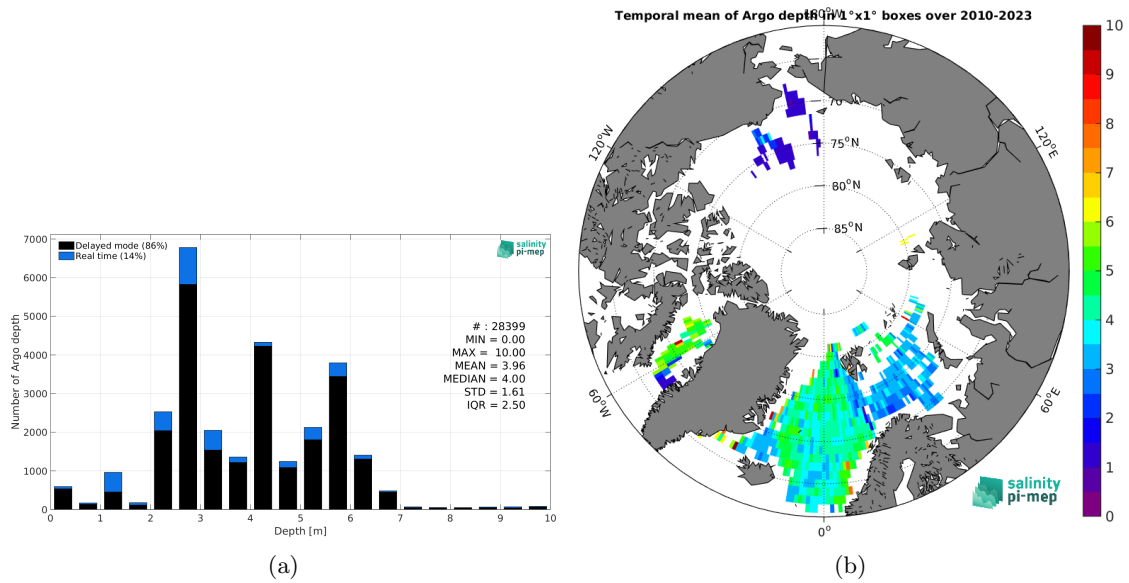 Delayed mode (86%)
Real time (14%)
salinity
pi-mep
7000
6000
5000
4000
3000
2000
1000
0
Number of Argo depth
# : 28399
MIN = 0.00
MAX = 10.00
MEAN = 3.96
MEDIAN = 4.00
STD = 1.61
IQR = 2.50
0 1 2 3 4 5 6 7 8 9 10
Depth [m]
(a)
Temporal mean of Argo depth in 1°x1° boxes over 2010-2023
180°W
120°W
120°E
70
75°N
80°N
85°N
60°W
60°E
0°
salinity
pi-mep
10
9
8
7
6
5
4
3
2
1
0
(b)